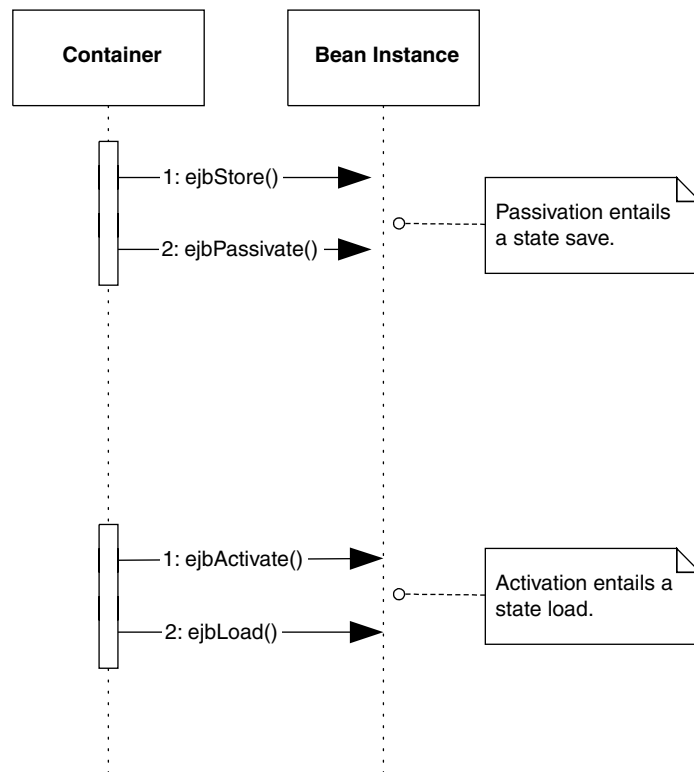 Container
Bean Instance
1: ejbStore()
Passivation entails
a state save.
2: ejbPassivate()
1: ejbActivate()
Activation entails a
state load.
2: ejbLoad()